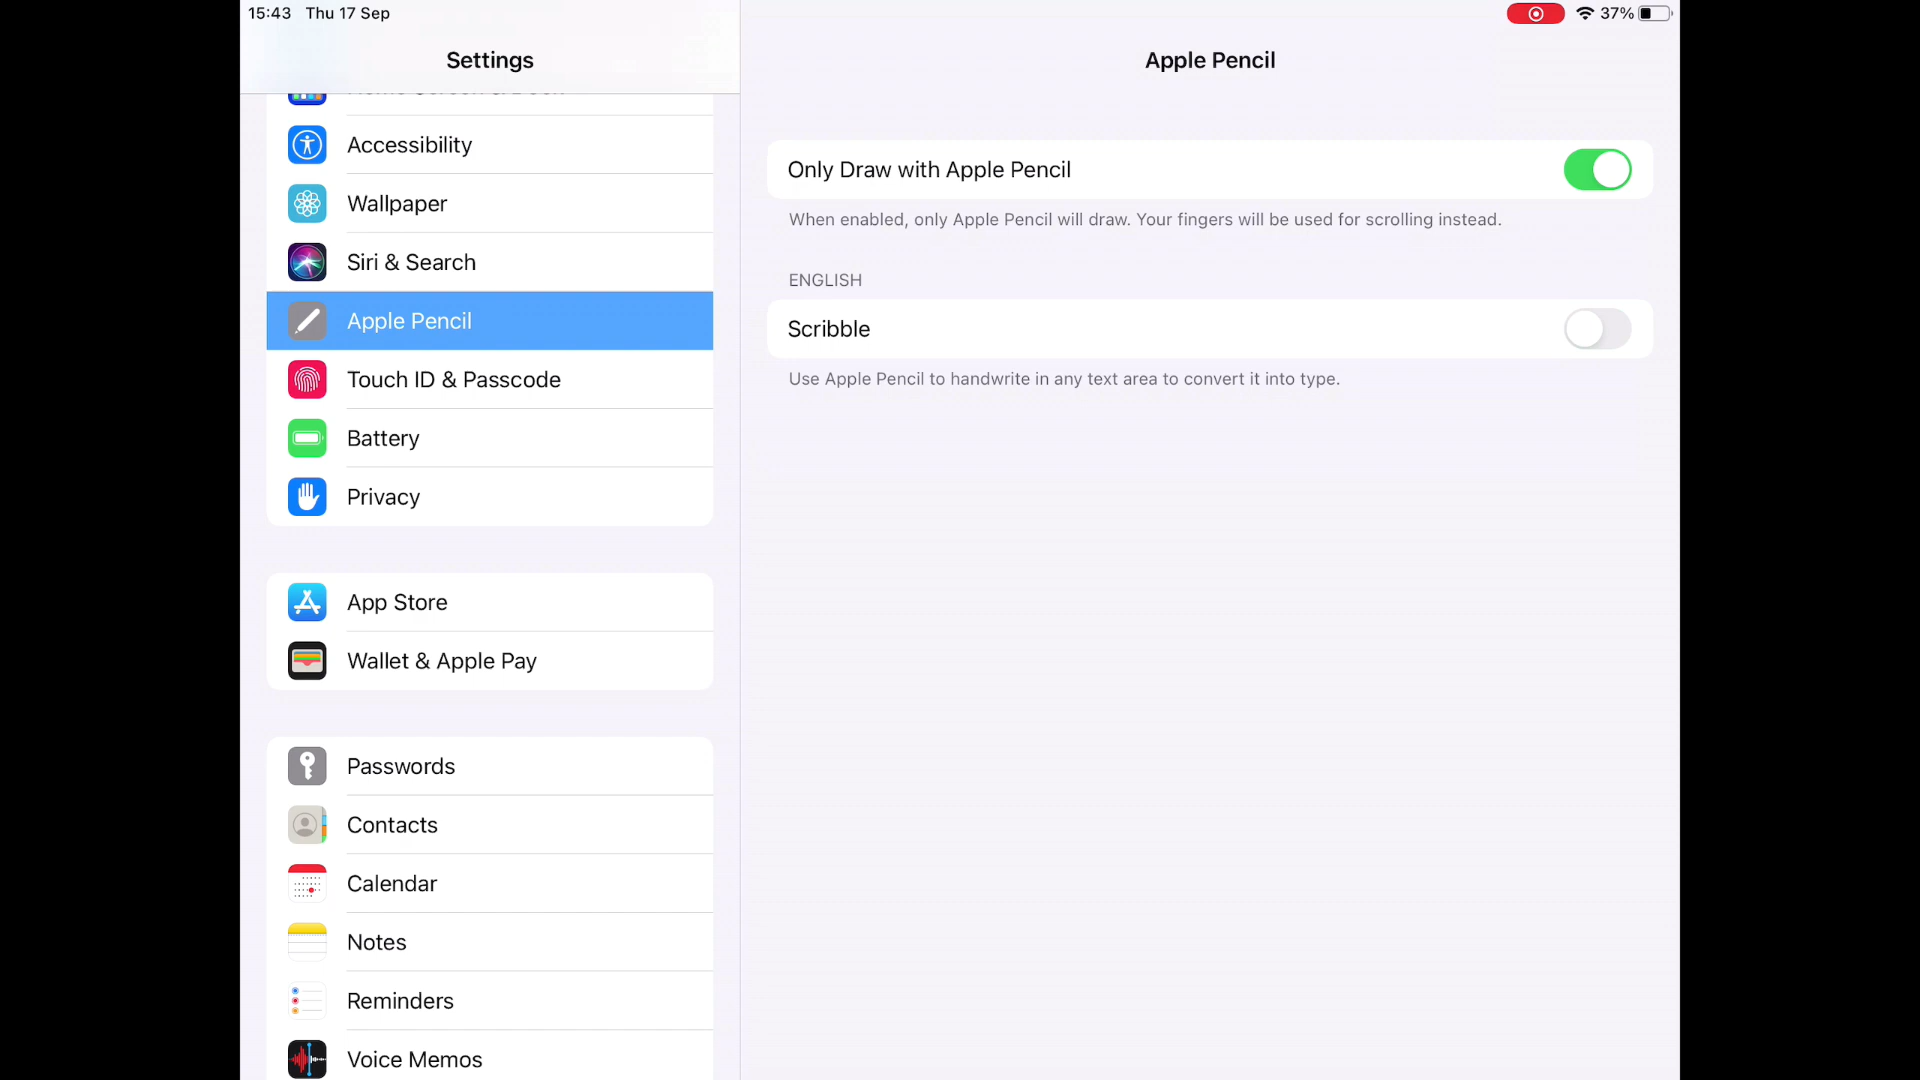 15:43 Thu 17 Sep
37%
Settings
Apple Pencil
Accessibility
Wallpaper
Siri & Search
Apple Pencil
Touch ID & Passcode
Battery
Privacy
App Store
Wallet & Apple Pay
Passwords
Contacts
Calendar
Notes
Reminders
Voice Memos
Only Draw with Apple Pencil
When enabled, only Apple Pencil will draw. Your fingers will be used for scrolling instead.
ENGLISH
Scribble
Use Apple Pencil to handwrite in any text area to convert it into type.